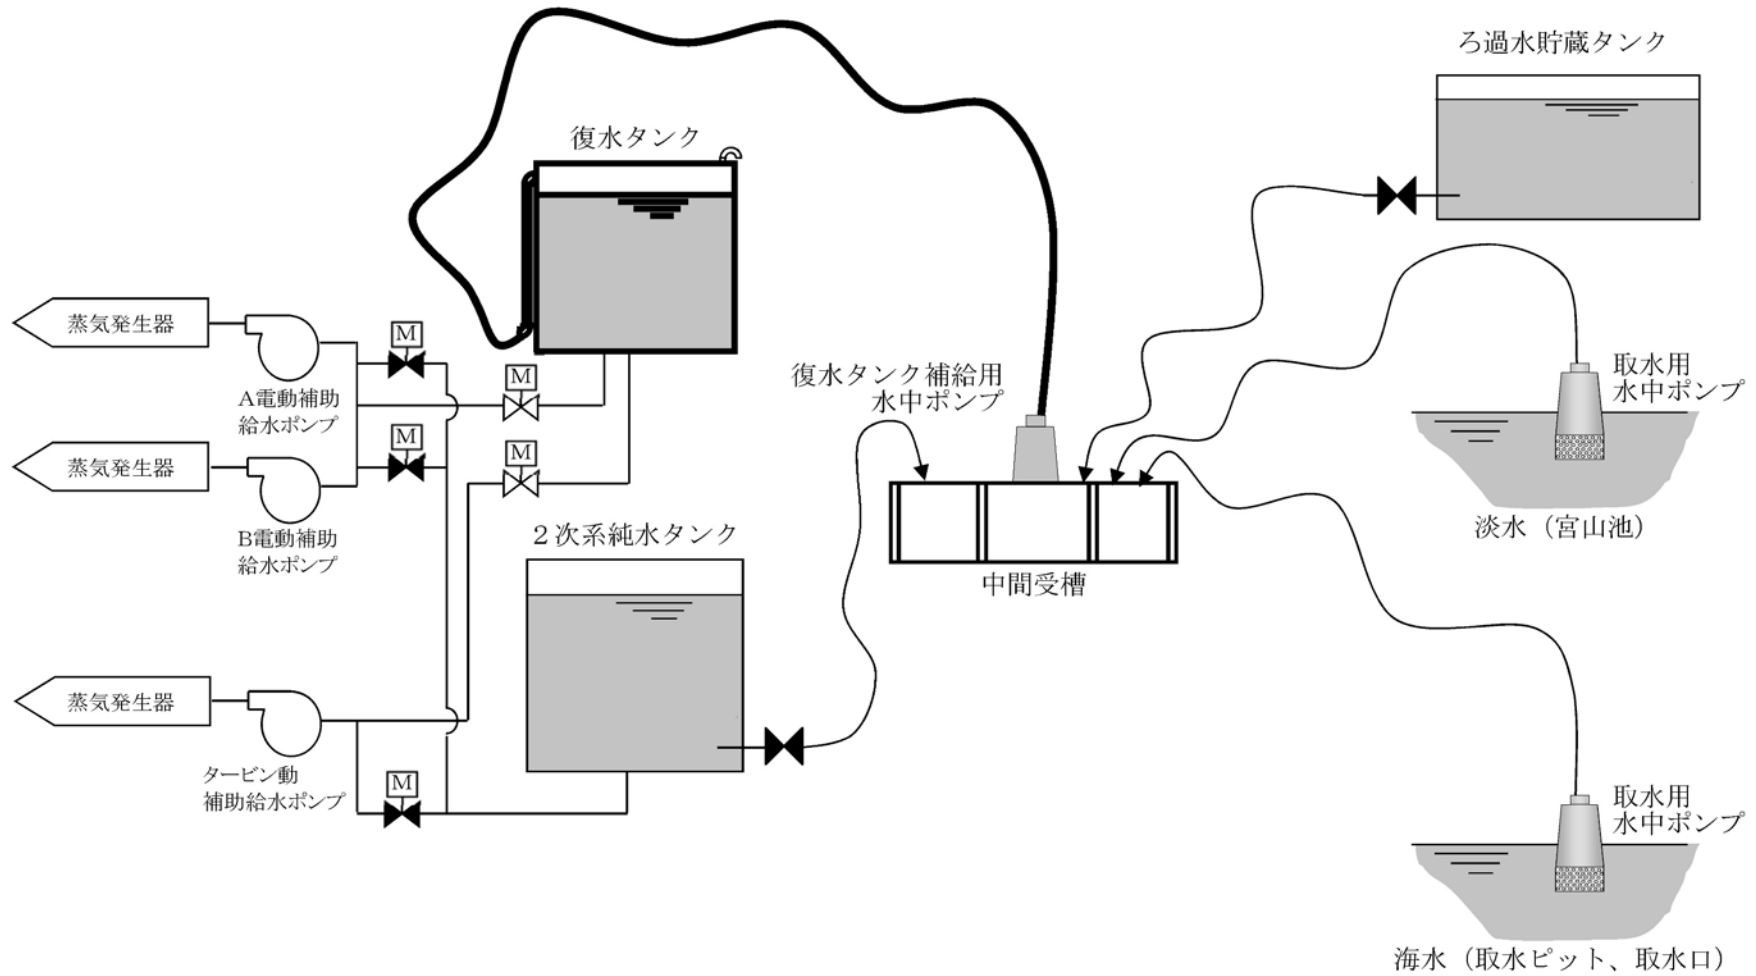 ろ過水貯蔵タンク
復水タンク
蒸気発生器
M
A電動補助
給水ポンプ
M
復水タンク補給用
水中ポンプ
取水用
水中ポンプ
M
蒸気発生器
M
B電動補助
給水ポンプ
2次系純水タンク
淡水（宮山池）
中間受槽
蒸気発生器
タービン動
補助給水ポンプ
M
取水用
水中ポンプ
海水（取水ピット、取水口）